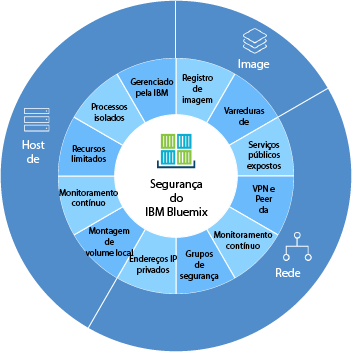 Image
Host
de
Rede
Registro
de
imagem
Varreduras
de
Serviços
públicos
expostos
VPN e
Peer
da
Monitoramento
contínuo
Grupos
de
segurança
Endereços IP
privados
Montagem
de
volume local
Monitoramento
contínuo
Recursos
limitados
Processos
isolados
Gerenciado
pela IBM
Segurança
do
IBM Bluemix